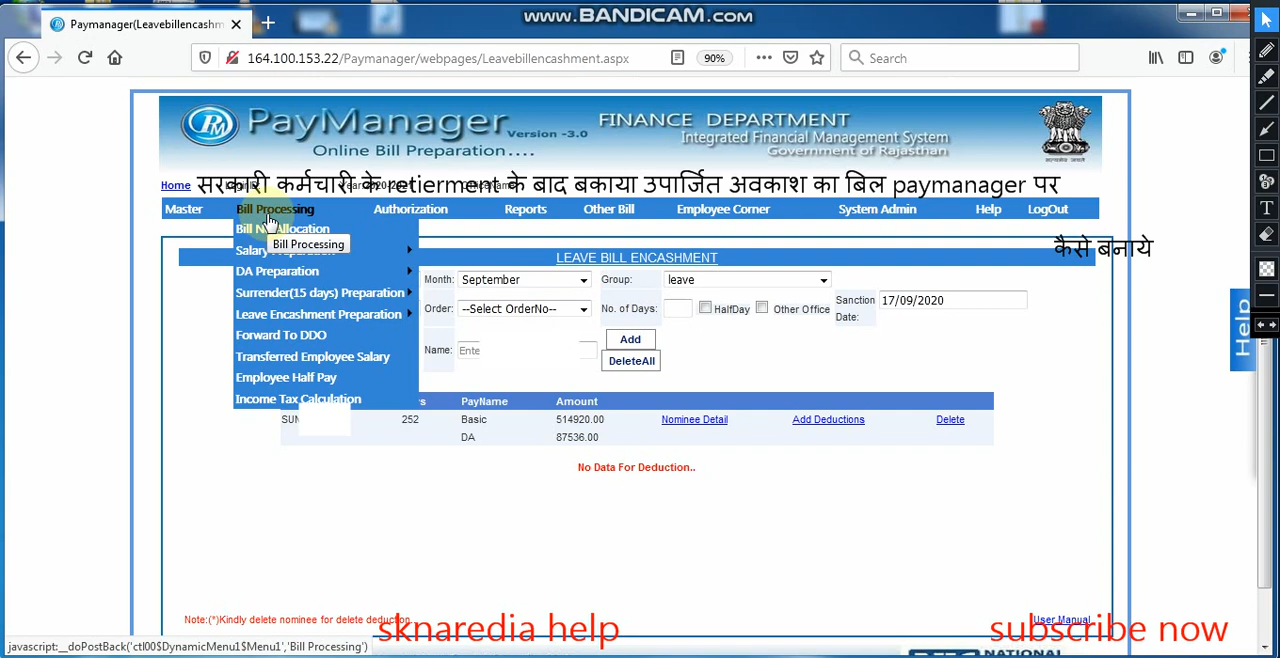 Paymanager(Leavebillencashm
www.BANDICAM.com
164.100.153.22/Paymanager/webpages/Leavebillencashment.aspx
90%
Search
PayManager Version -3.0
Online Bill Preparation....
FINANCE DEPARTMENT
Integrated Financial Management System
Government of Rajasthan
Home
सरकारी कर्मचारी के retierment के बाद बकाया उपार्जित अवकाश का बिल paymanager पर
कैसे बनाये
Master Bill Processing Authorization Reports Other Bill Employee Corner System Admin Help LogOut
Bill No Allocation
Bill Processing
DA Preparation
Surrender(15 days) Preparation
Leave Encashment Preparation
Forward To DDO
Transferred Employee Salary
Employee Half Pay
Income Tax Calculation
LEAVE BILL ENCASHMENT
Month: September Group: leave
Order: --Select OrderNo-- No. of Days: HalfDay Other Office Sanction Date: 17/09/2020
Name: Ente Add
DeleteAll
PayName Amount
SUN 252 Basic 514920.00 Nominee Detail Add Deductions Delete
DA 87536.00
No Data For Deduction..
Help
Note:(*)Kindly delete nominee for delete deduction.
User Manual
sknaredia help
subscribe now
javascript:__doPostBack('ctl00$DynamicMenu1$Menu1','Bill Processing')
NATIONAL